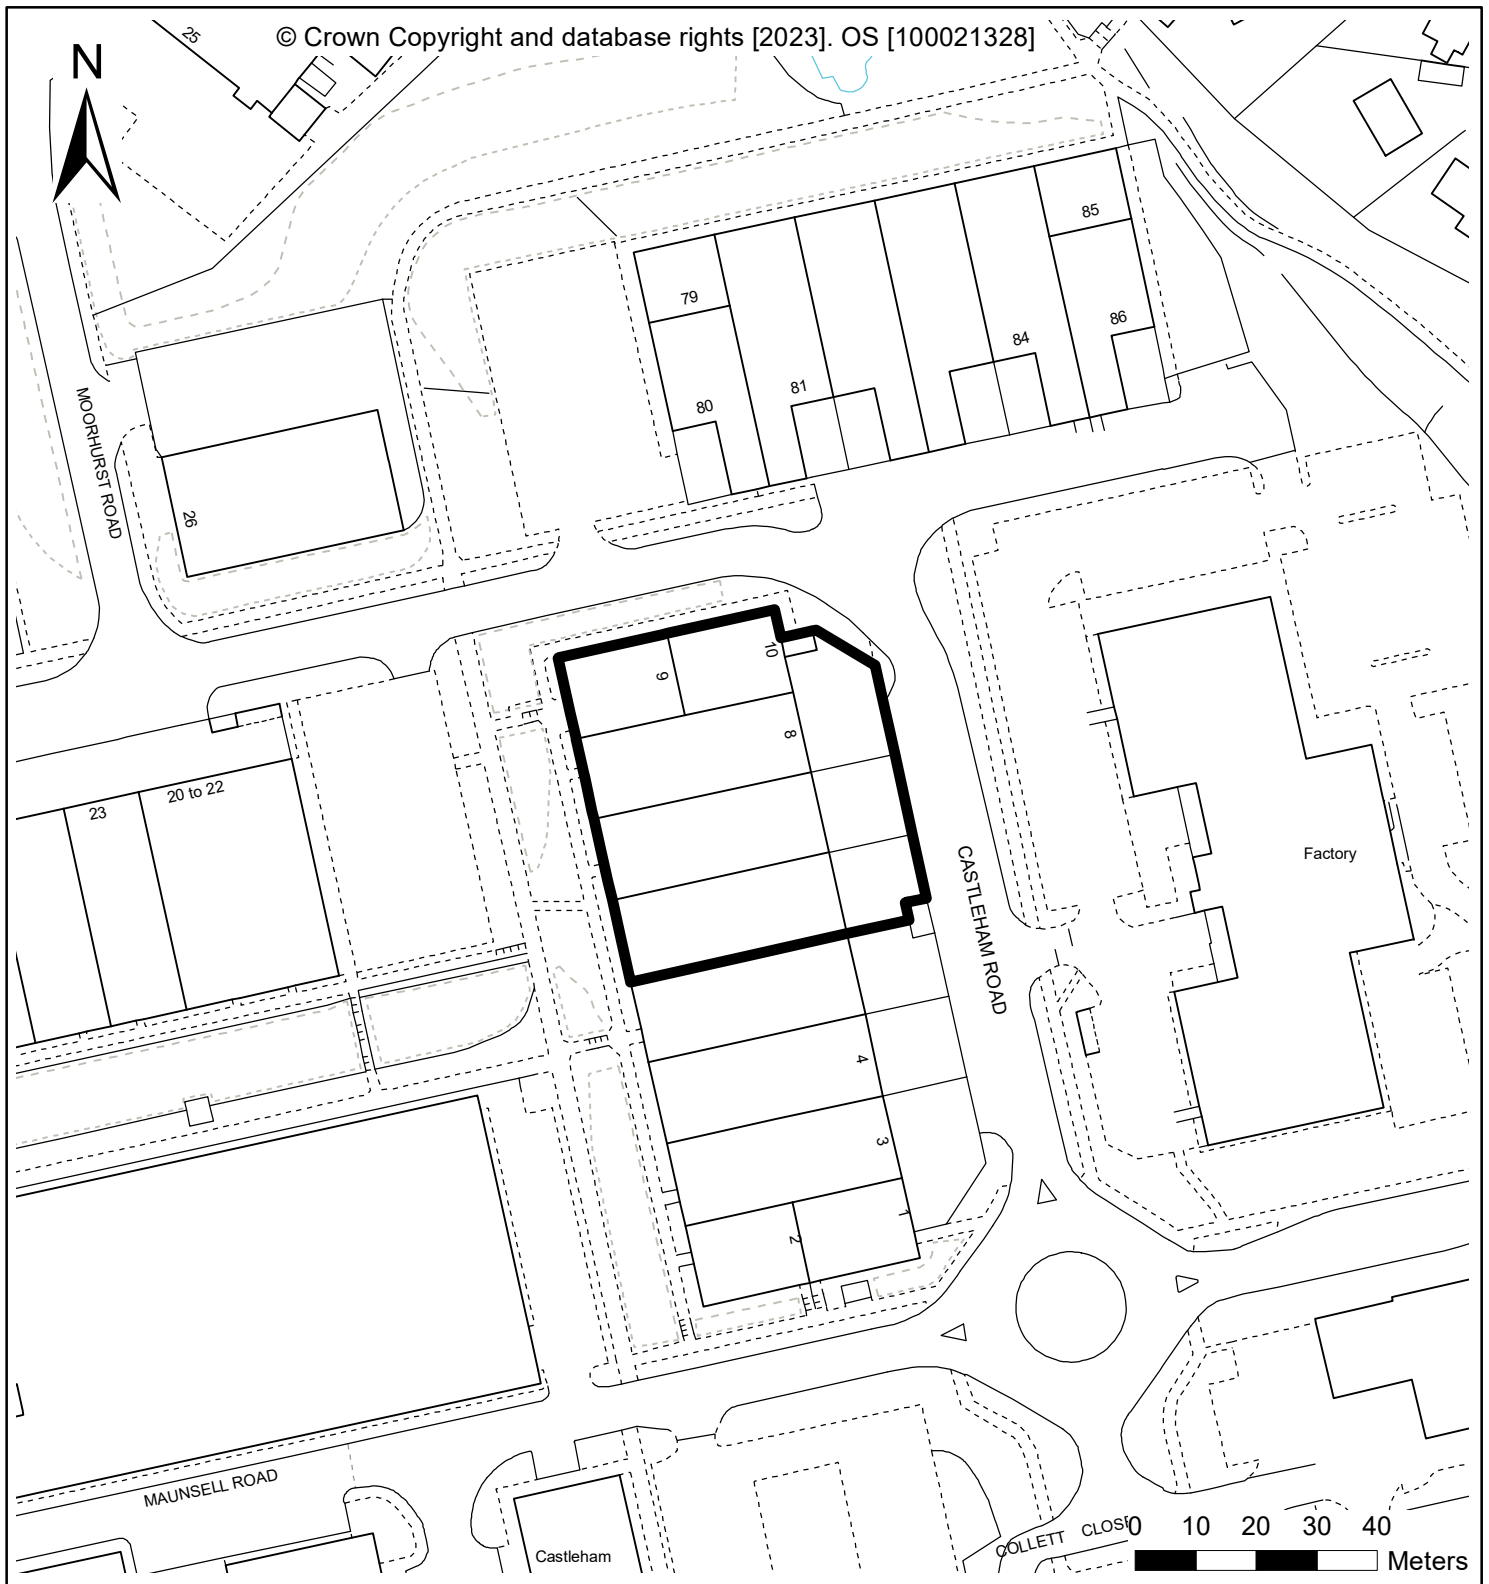 © Crown Copyright and database rights [2023]. OS [100021328]
N
25
85
79
86
84
81
80
MOORHURST ROAD
26
10
9
8
20 to 22
23
Factory
CASTLEHAM ROAD
4
3
1
2
MAUNSELL ROAD
Castleham
COLLETT CLOSE
0 10 20 30 40
Meters